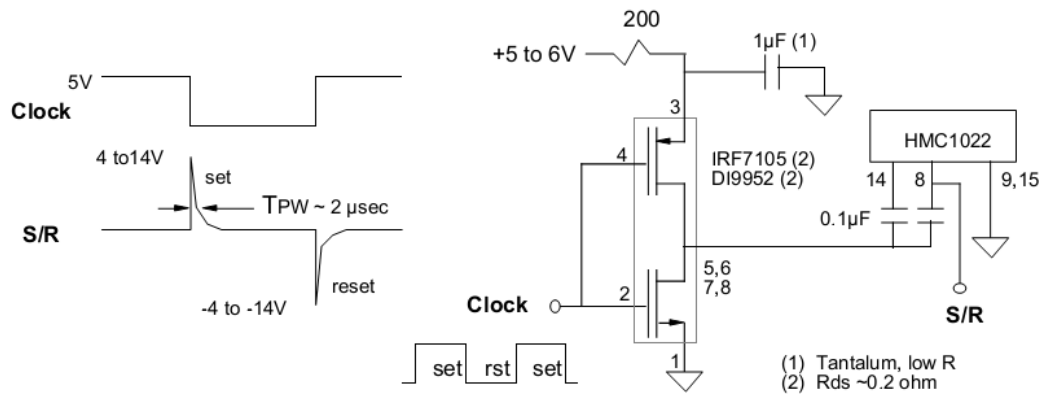 5V
Clock
4 to14V
set
TPW ~ 2 µsec
S/R
reset
-4 to -14V
200
+5 to 6V
1µF (1)
3
4
IRF7105 (2)
DI9952 (2)
HMC1022
14
8
9,15
0.1µF
5,6
7,8
2
Clock
S/R
1
set
rst
set
(1) Tantalum, low R
(2) Rds ~0.2 ohm